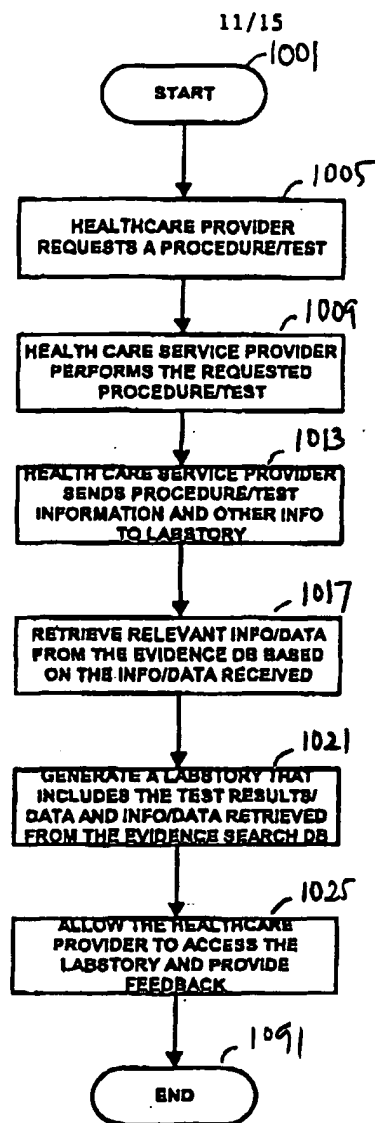 11/15
1001
START
1005
HEALTHCARE PROVIDER
REQUESTS A PROCEDURE/TEST
1009
HEALTH CARE SERVICE PROVIDER
PERFORMS THE REQUESTED
PROCEDURE/TEST
1013
HEALTH CARE SERVICE PROVIDER
SENDS PROCEDURE/TEST
INFORMATION AND OTHER INFO
TO LABSTORY
1017
RETRIEVE RELEVANT INFO/DATA
FROM THE EVIDENCE DB BASED
ON THE INFO/DATA RECEIVED
1021
GENERATE A LABSTORY THAT
INCLUDES THE TEST RESULTS/
DATA AND INFO/DATA RETRIEVED
FROM THE EVIDENCE SEARCH DB
1025
ALLOW THE HEALTHCARE
PROVIDER TO ACCESS THE
LABSTORY AND PROVIDE
FEEDBACK
1091
END